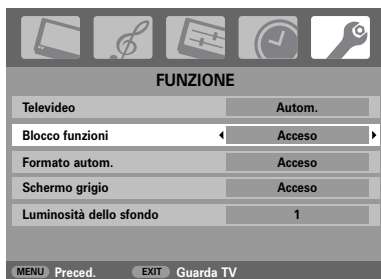 FUNZIONE
Televideo Autom.
Blocco funzioni Acceso
Formato autom. Acceso
Schermo grigio Acceso
Luminosità dello sfondo 1
MENU Preced. EXIT Guarda TV